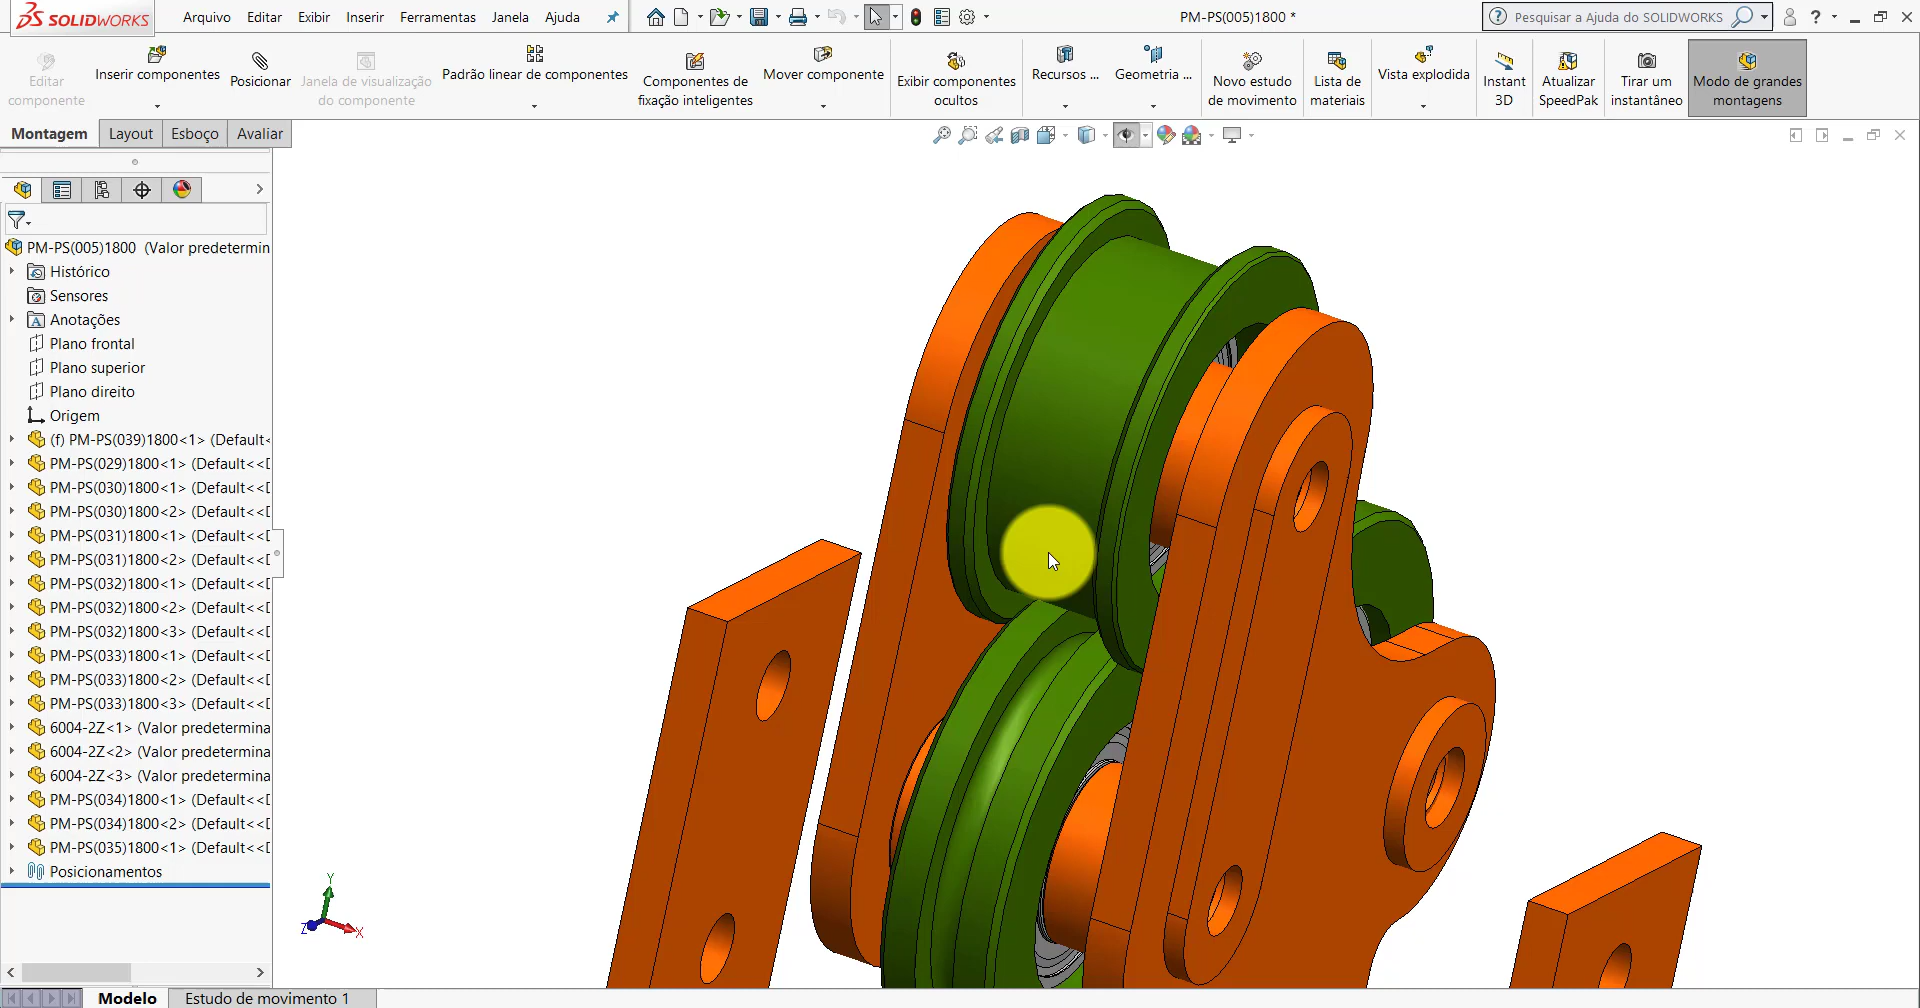 SOLIDWORKS
Arquivo Editar Exibir Inserir Ferramentas Janela Ajuda
PM-PS(005)1800 *
Pesquisar a Ajuda do SOLIDWORKS
Editar componente
Inserir componentes
Posicionar
Janela de visualização do componente
Padrão linear de componentes
Componentes de fixação inteligentes
Mover componente
Exibir componentes ocultos
Recursos ...
Geometria ...
Novo estudo de movimento
Lista de materiais
Vista explodida
Instant 3D
Atualizar SpeedPak
Tirar um instantâneo
Modo de grandes montagens
Montagem Layout Esboço Avaliar
PM-PS(005)1800 (Valor predetermin
Histórico
Sensores
Anotações
Plano frontal
Plano superior
Plano direito
Origem
(f) PM-PS(039)1800<1> (Default<
PM-PS(029)1800<1> (Default<<D
PM-PS(030)1800<1> (Default<<D
PM-PS(030)1800<2> (Default<<D
PM-PS(031)1800<1> (Default<<D
PM-PS(031)1800<2> (Default<<D
PM-PS(032)1800<1> (Default<<D
PM-PS(032)1800<2> (Default<<D
PM-PS(032)1800<3> (Default<<D
PM-PS(033)1800<1> (Default<<D
PM-PS(033)1800<2> (Default<<D
PM-PS(033)1800<3> (Default<<D
6004-2Z<1> (Valor predetermina
6004-2Z<2> (Valor predetermina
6004-2Z<3> (Valor predetermina
PM-PS(034)1800<1> (Default<<D
PM-PS(034)1800<2> (Default<<D
PM-PS(035)1800<1> (Default<<D
Posicionamentos
Y
Z
X
Modelo Estudo de movimento 1